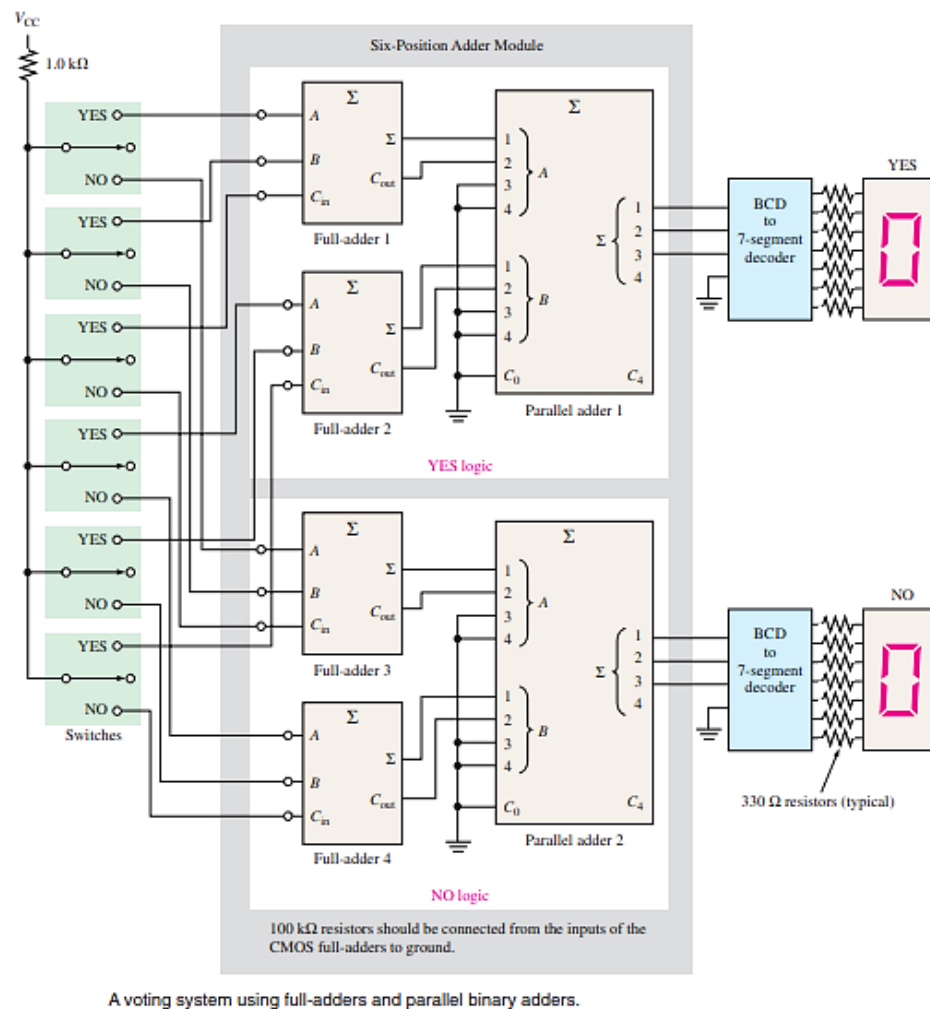 V_CC
1.0 kΩ
Six-Position Adder Module
YES
NO
YES
NO
YES
NO
YES
NO
YES
NO
YES
NO
Switches
Σ
A
B
C_in
Σ
C_out
Full-adder 1
Σ
A
B
C_in
Σ
C_out
Full-adder 2
Σ
1
2
3
4
A
1
2
3
4
B
C_0
Σ
1
2
3
4
C_4
Parallel adder 1
YES logic
BCD
to
7-segment
decoder
YES
0
Σ
A
B
C_in
Σ
C_out
Full-adder 3
Σ
A
B
C_in
Σ
C_out
Full-adder 4
Σ
1
2
3
4
A
1
2
3
4
B
C_0
Σ
1
2
3
4
C_4
Parallel adder 2
NO logic
BCD
to
7-segment
decoder
NO
0
330 Ω resistors (typical)
100 kΩ resistors should be connected from the inputs of the
CMOS full-adders to ground.
A voting system using full-adders and parallel binary adders.